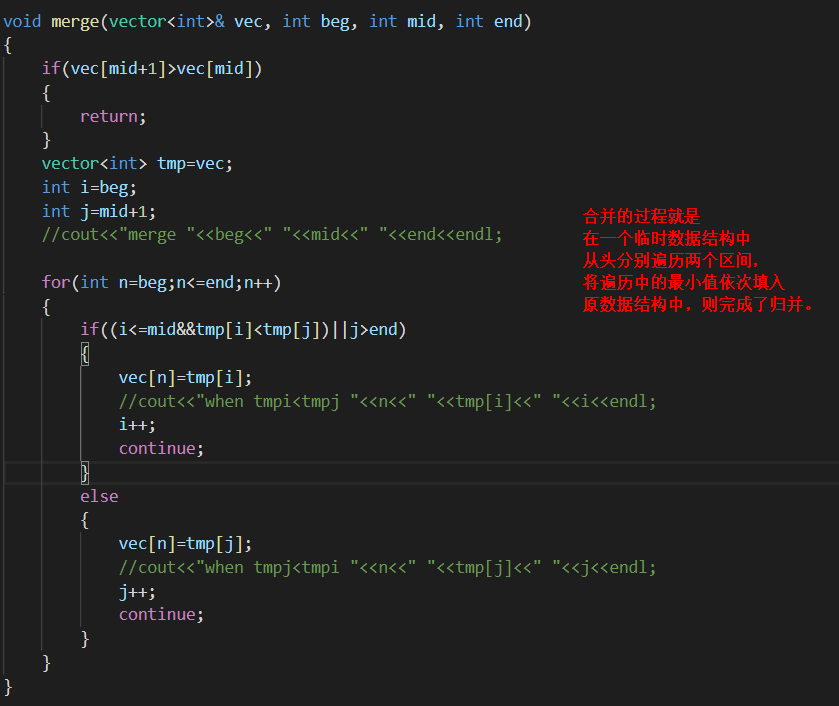 void merge(vector<int>& vec, int beg, int mid, int end)
{
    if(vec[mid+1]>vec[mid])
    {
        return;
    }
    vector<int> tmp=vec;
    int i=beg;
    int j=mid+1;
    //cout<<"merge "<<beg<<" "<<mid<<" "<<end<<endl;
    for(int n=beg;n<=end;n++)
    {
        if((i<=mid&&tmp[i]<tmp[j])||j>end)
        {
            vec[n]=tmp[i];
            //cout<<"when tmpi<tmpj "<<n<<" "<<tmp[i]<<" "<<i<<endl;
            i++;
            continue;
        }
        else
        {
            vec[n]=tmp[j];
            //cout<<"when tmpj<tmpi "<<n<<" "<<tmp[j]<<" "<<j<<endl;
            j++;
            continue;
        }
    }
}
合并的过程就是
在一个临时数据结构中
从头分别遍历两个区间，
将遍历中的最小值依次填入
原数据结构中，则完成了归并。